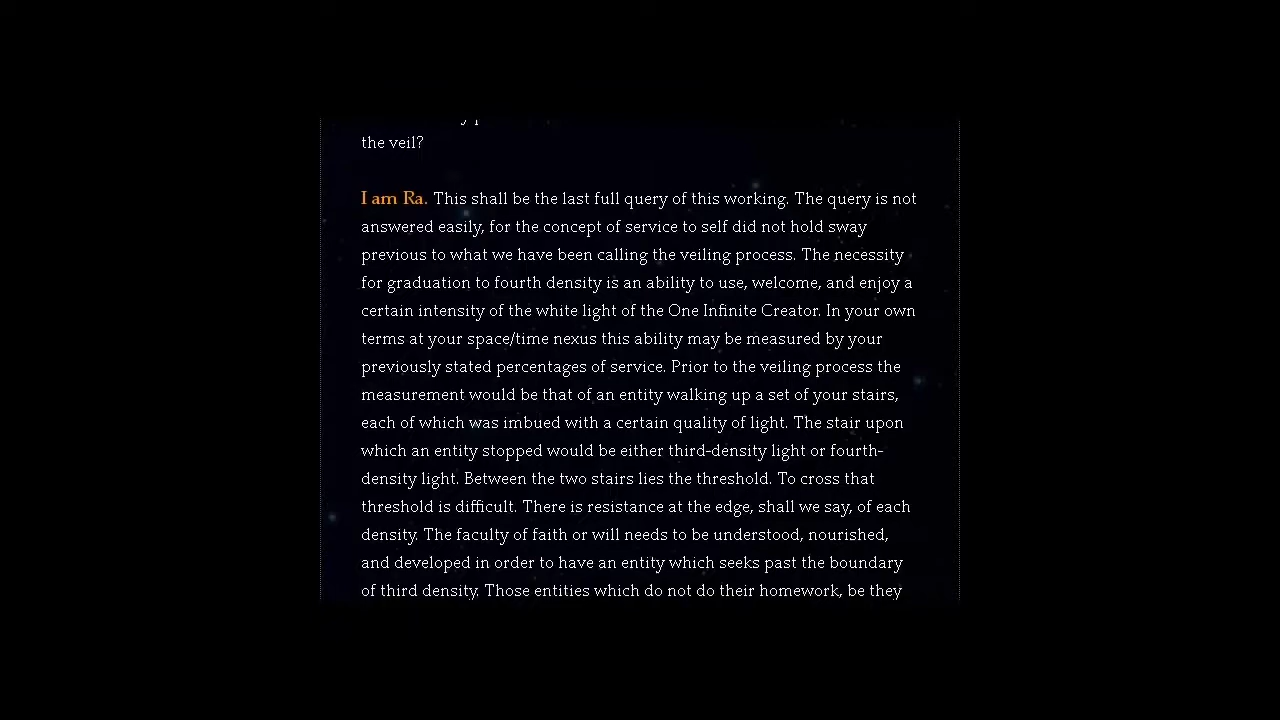 the veil?
I am Ra. This shall be the last full query of this working. The query is not
answered easily, for the concept of service to self did not hold sway
previous to what we have been calling the veiling process. The necessity
for graduation to fourth density is an ability to use, welcome, and enjoy a
certain intensity of the white light of the One Infinite Creator. In your own
terms at your space/time nexus this ability may be measured by your
previously stated percentages of service. Prior to the veiling process the
measurement would be that of an entity walking up a set of your stairs,
each of which was imbued with a certain quality of light. The stair upon
which an entity stopped would be either third-density light or fourth-
density light. Between the two stairs lies the threshold. To cross that
threshold is difficult. There is resistance at the edge, shall we say, of each
density. The faculty of faith or will needs to be understood, nourished,
and developed in order to have an entity which seeks past the boundary
of third density. Those entities which do not do their homework, be they